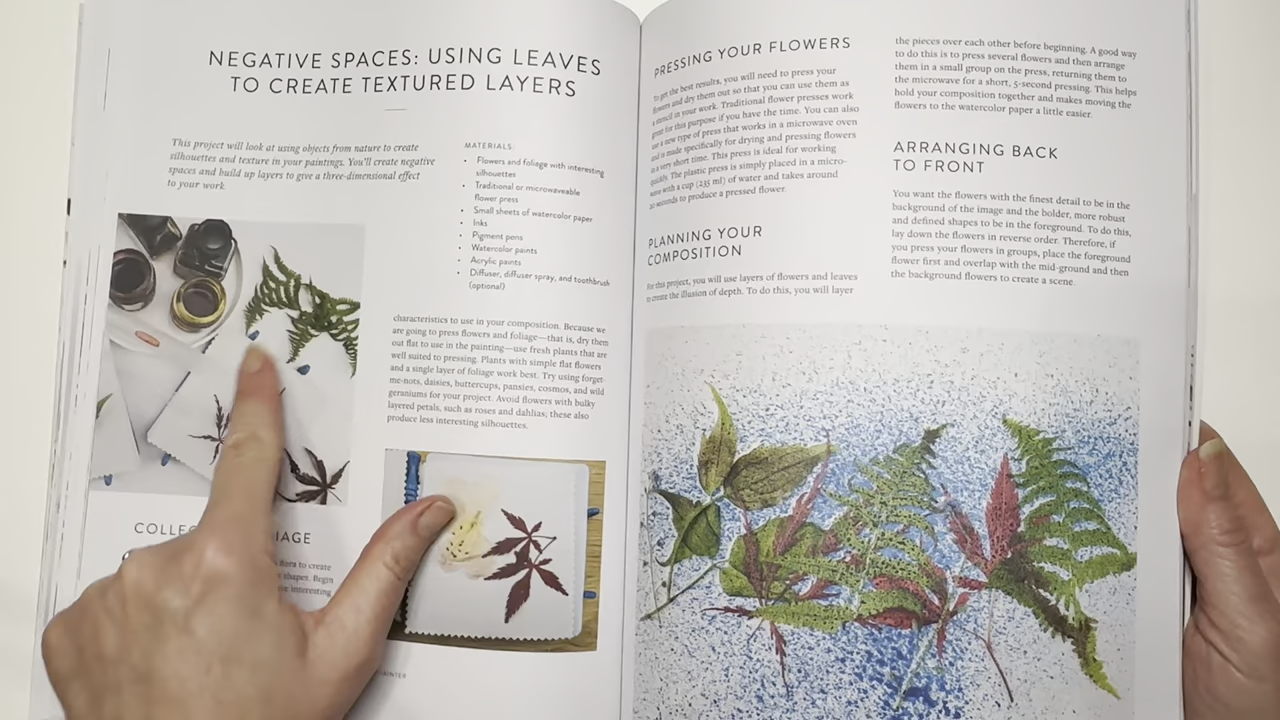 NEGATIVE SPACES: USING LEAVES
TO CREATE TEXTURED LAYERS
This project will look at using objects from nature to create
silhouettes and texture in your paintings. You'll create negative
spaces and build up layers to give a three-dimensional effect
to your work.
MATERIALS:
• Flowers and foliage with interesting
silhouettes
• Traditional or microwaveable
flower press
• Small sheets of watercolor paper
• Inks
• Pigment pens
• Watercolor paints
• Acrylic paints
• Diffuser, diffuser spray, and toothbrush
(optional)
COLLEC IAGE
flora to create
shapes. Begin
interesting
characteristics to use in your composition. Because we
are going to press flowers and foliage—that is, dry them
out flat to use in the painting—use fresh plants that are
well suited to pressing. Plants with simple flat flowers
and a single layer of foliage work best. Try using forget-
me-nots, daisies, buttercups, pansies, cosmos, and wild
geraniums for your project. Avoid flowers with bulky
layered petals, such as roses and dahlias; these also
produce less interesting silhouettes.
PRESSING YOUR FLOWERS
To get the best results, you will need to press your
flowers and dry them out so that you can use them as
a stencil in your work. Traditional flower presses work
great for this purpose if you have the time. You can also
use a new type of press that works in a microwave oven
and is made specifically for drying and pressing flowers
in a very short time. This press is ideal for working
quickly. The plastic press is simply placed in a micro-
wave with a cup (235 ml) of water and takes around
seconds to produce a pressed flower.
PLANNING YOUR
COMPOSITION
For this project, you will use layers of flowers and leaves
to create the illusion of depth. To do this, you will layer
the pieces over each other before beginning. A good way
to do this is to press several flowers and then arrange
them in a small group on the press, returning them to
the microwave for a short, 5-second pressing. This helps
hold your composition together and makes moving the
flowers to the watercolor paper a little easier.
ARRANGING BACK
TO FRONT
You want the flowers with the finest detail to be in the
background of the image and the bolder, more robust
and defined shapes to be in the foreground. To do this,
lay down the flowers in reverse order. Therefore, if
you press your flowers in groups, place the foreground
flower first and overlap with the mid-ground and then
the background flowers to create a scene.